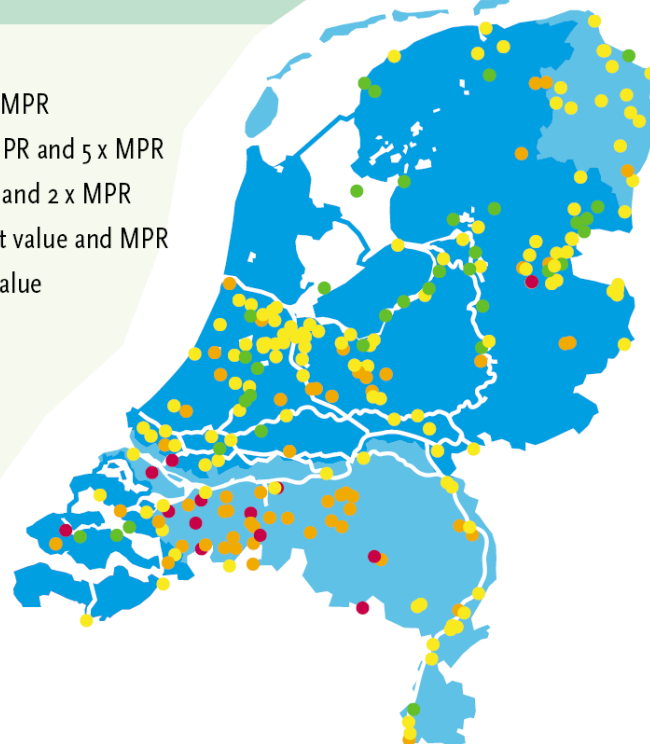 MPR
PR and 5 x MPR
and 2 x MPR
t value and MPR
alue